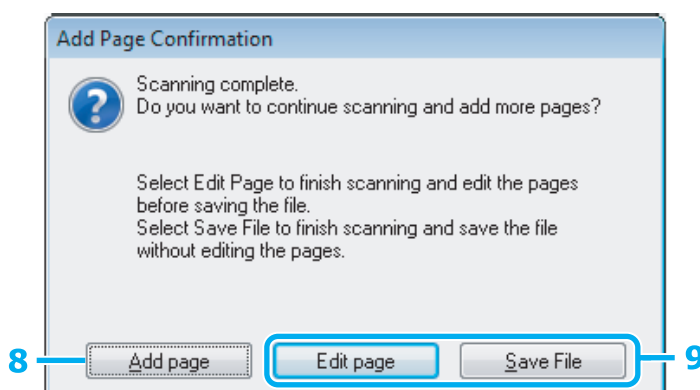 Add Page Confirmation
Scanning complete.
Do you want to continue scanning and add more pages?
Select Edit Page to finish scanning and edit the pages
before saving the file.
Select Save File to finish scanning and save the file
without editing the pages.
8 Add page Edit page Save File 9